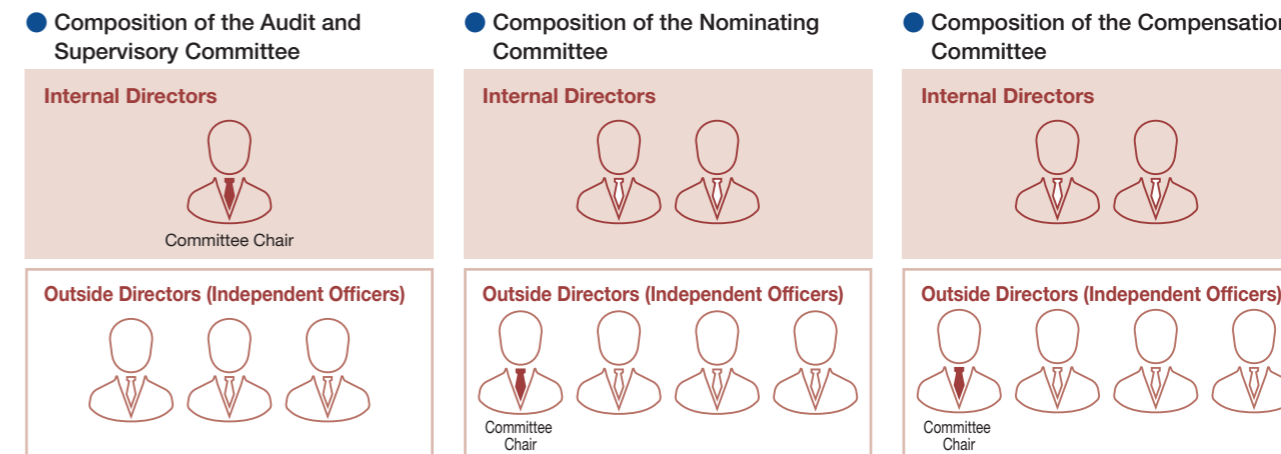 Composition of the Audit and
Supervisory Committee
Internal Directors
Committee Chair
Outside Directors (Independent Officers)
Composition of the Nominating
Committee
Internal Directors
Outside Directors (Independent Officers)
Committee
Chair
Composition of the Compensation
Committee
Internal Directors
Outside Directors (Independent Officers)
Committee
Chair